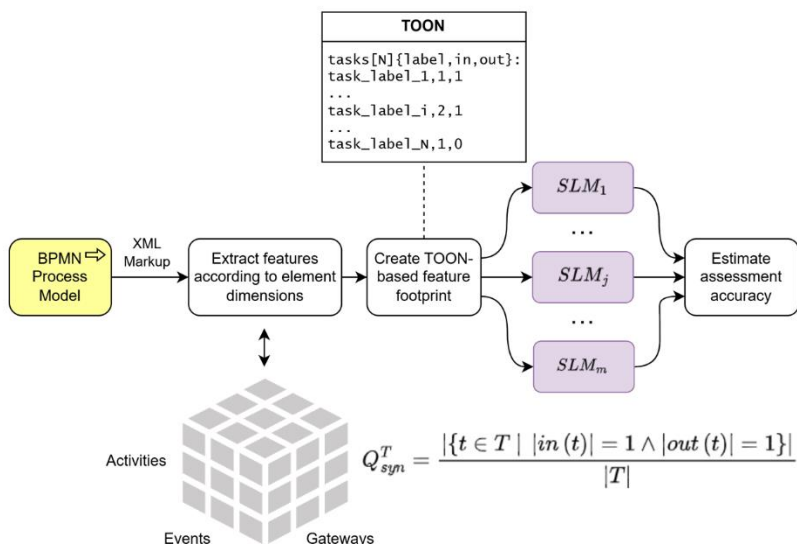 TOON
tasks[N]{label,in,out}:
task_label_1,1,1
...
task_label_i,2,1
...
task_label_N,1,0
BPMN
Process
Model
XML
Markup
Extract features
according to element
dimensions
Create TOON-
based feature
footprint
SLM₁
...
SLMⱼ
...
SLMₘ
Estimate
assessment
accuracy
Activities
Events
Gateways
Q^T_{syn} = |{t ∈ T | |in (t)| = 1 ∧ |out (t)| = 1}| / |T|